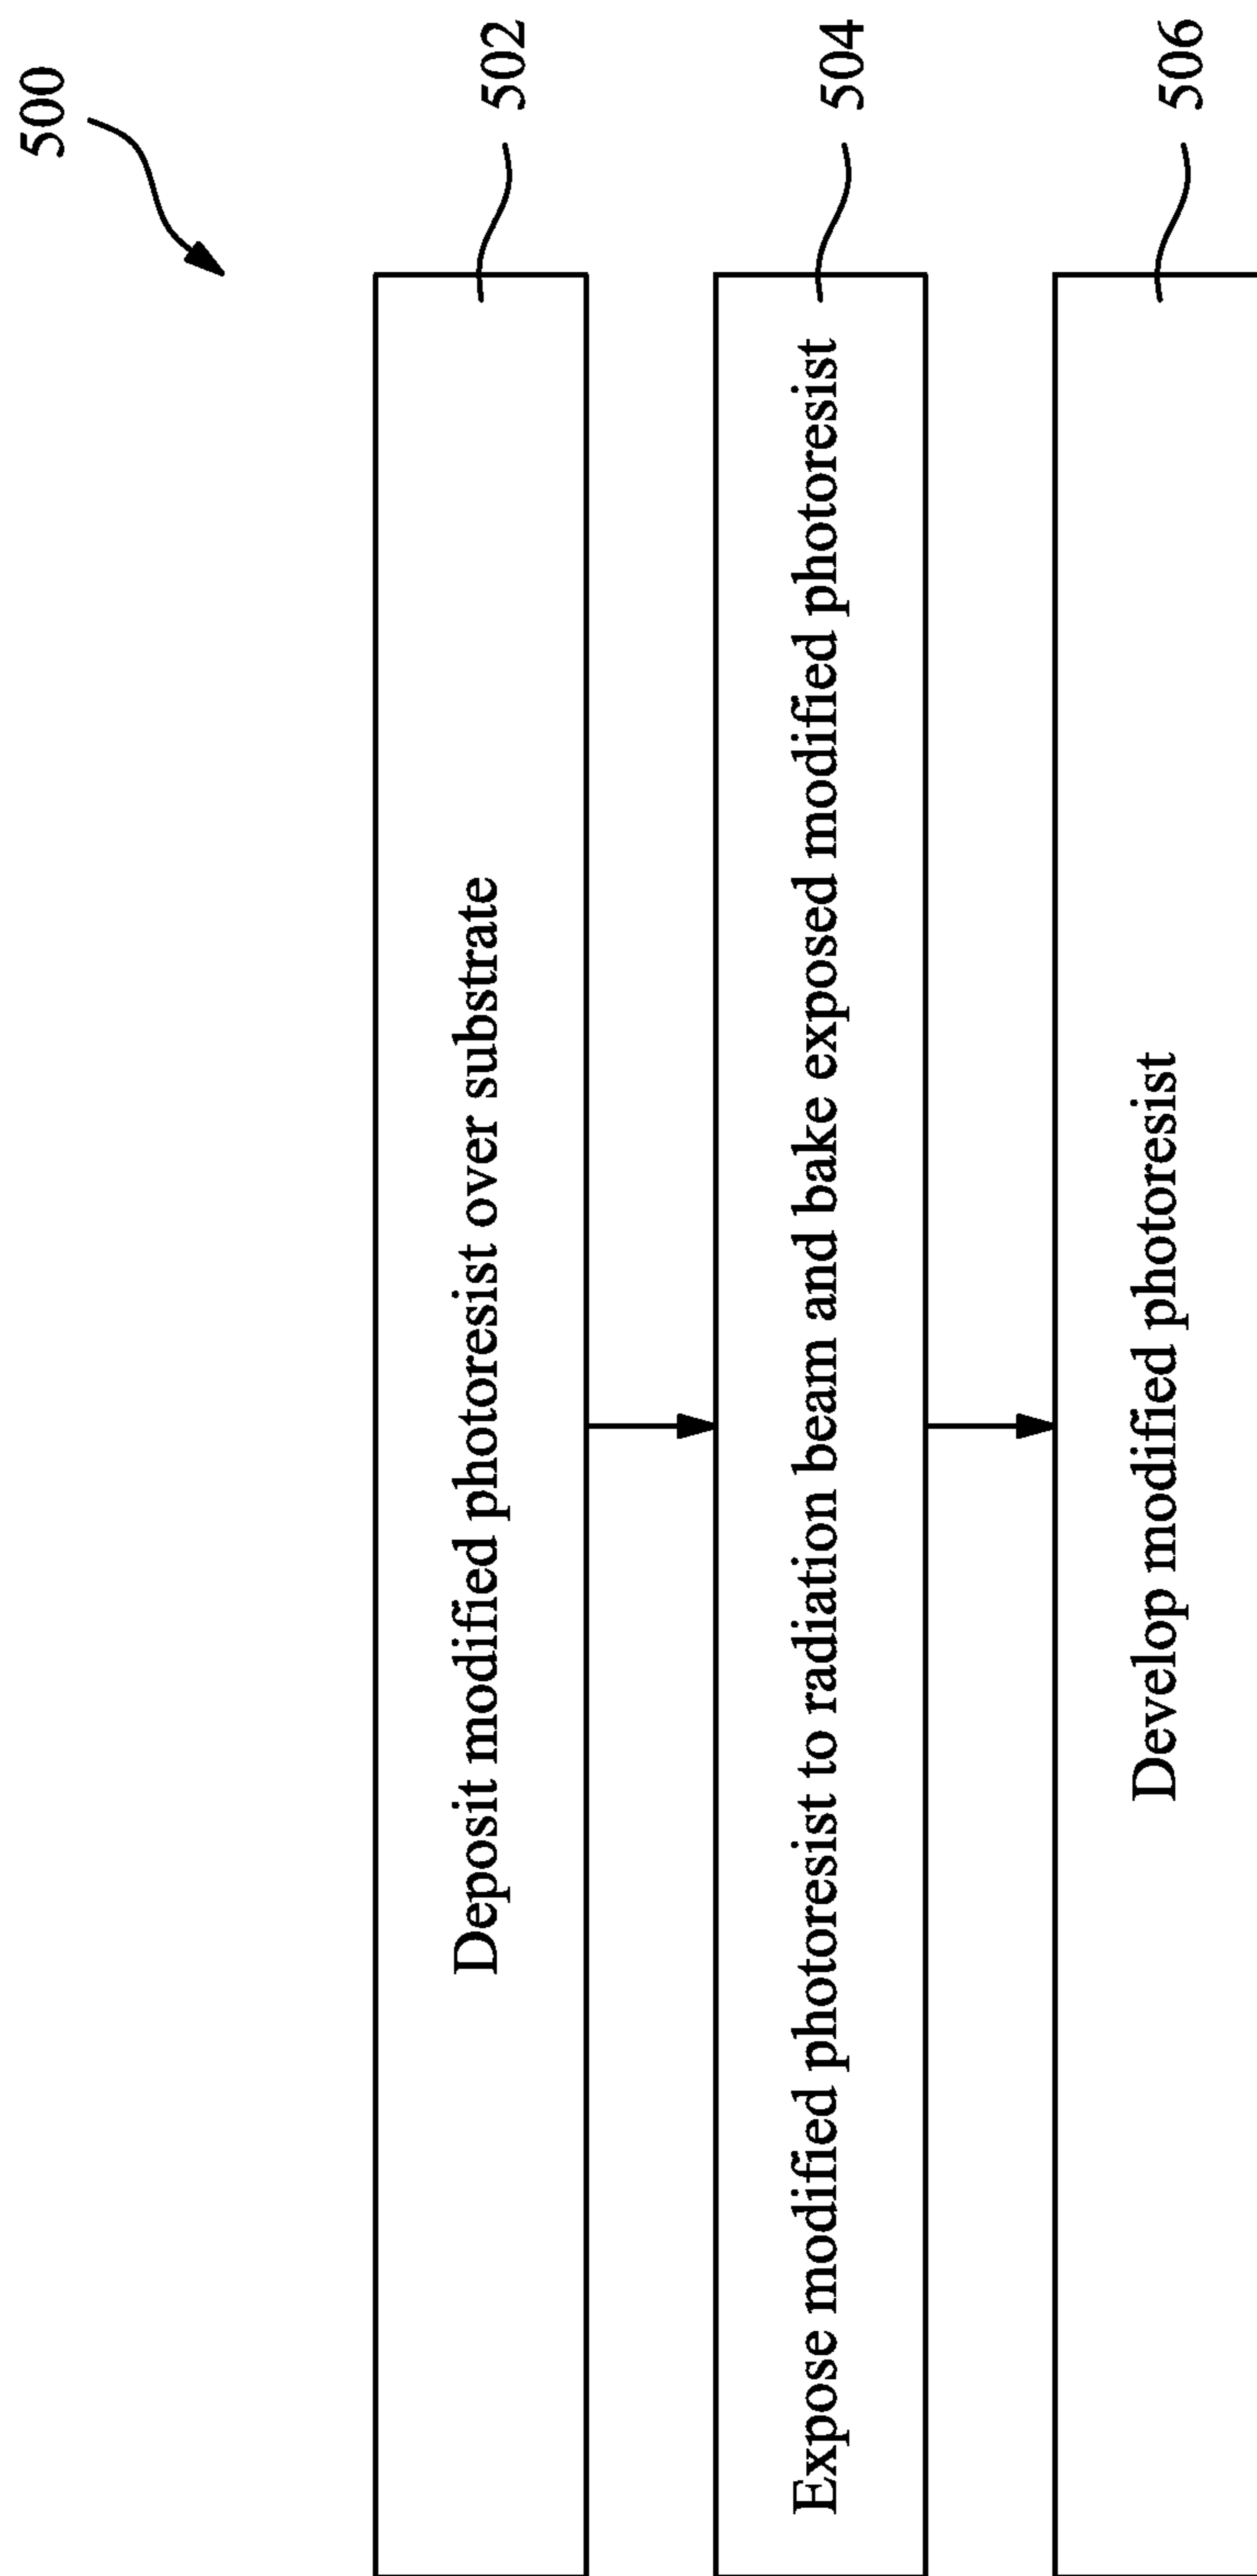 500
Deposit modified photoresist over substrate
502
Expose modified photoresist to radiation beam and bake exposed modified photoresist
504
Develop modified photoresist
506